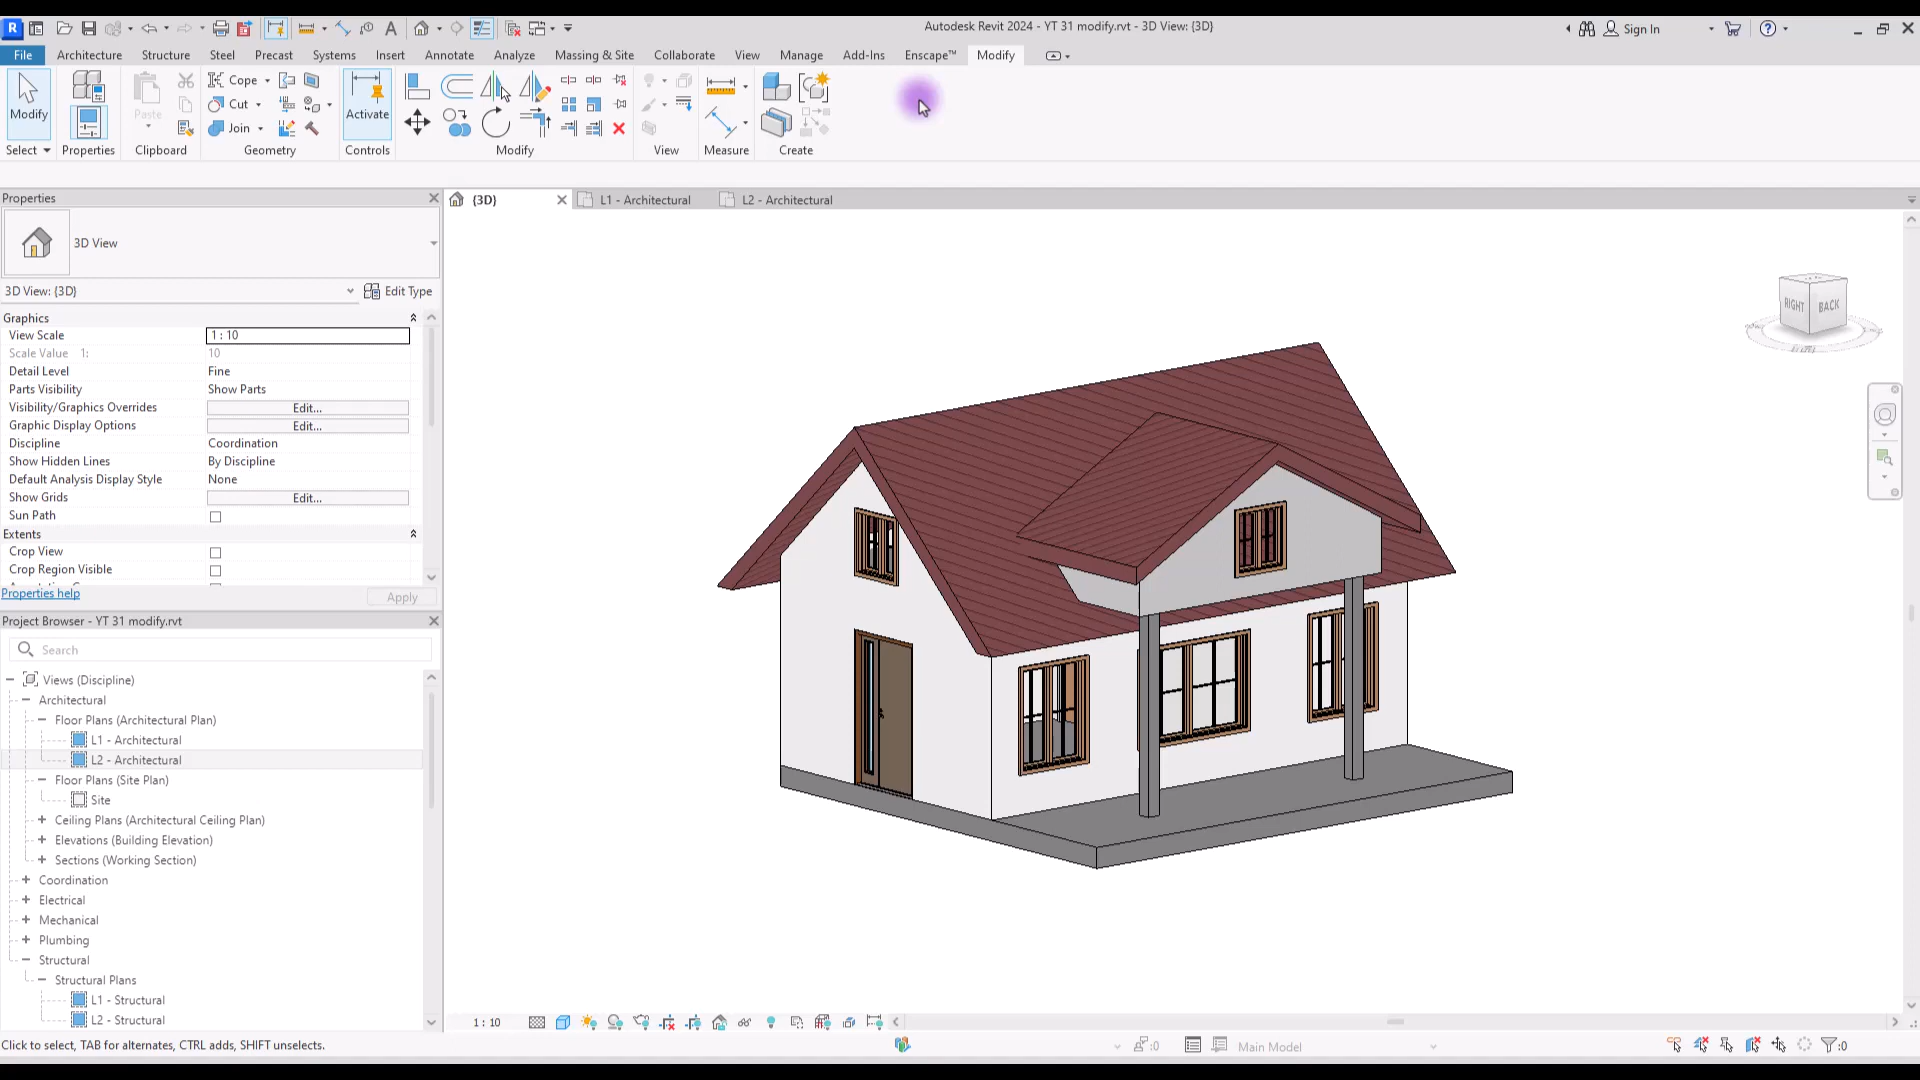 Autodesk Revit 2024 - YT 31 modify.rvt - 3D View: {3D}
Sign In
File Architecture Structure Steel Precast Systems Insert Annotate Analyze Massing & Site Collaborate View Manage Add-Ins Enscape™ Modify
Modify
Paste
Cope
Cut
Join
Activate
Select Properties Clipboard Geometry Controls Modify View Measure Create
Properties
{3D} L1 - Architectural L2 - Architectural
3D View
3D View: {3D} Edit Type
Graphics
View Scale 1 : 10
Scale Value 1: 10
Detail Level Fine
Parts Visibility Show Parts
Visibility/Graphics Overrides Edit...
Graphic Display Options Edit...
Discipline Coordination
Show Hidden Lines By Discipline
Default Analysis Display Style None
Show Grids Edit...
Sun Path
Extents
Crop View
Crop Region Visible
Properties help Apply
Project Browser - YT 31 modify.rvt
Search
Views (Discipline)
Architectural
Floor Plans (Architectural Plan)
L1 - Architectural
L2 - Architectural
Floor Plans (Site Plan)
Site
Ceiling Plans (Architectural Ceiling Plan)
Elevations (Building Elevation)
Sections (Working Section)
Coordination
Electrical
Mechanical
Plumbing
Structural
Structural Plans
L1 - Structural
L2 - Structural
RIGHT BACK
1 : 10
Click to select, TAB for alternates, CTRL adds, SHIFT unselects.
:0 Main Model :0